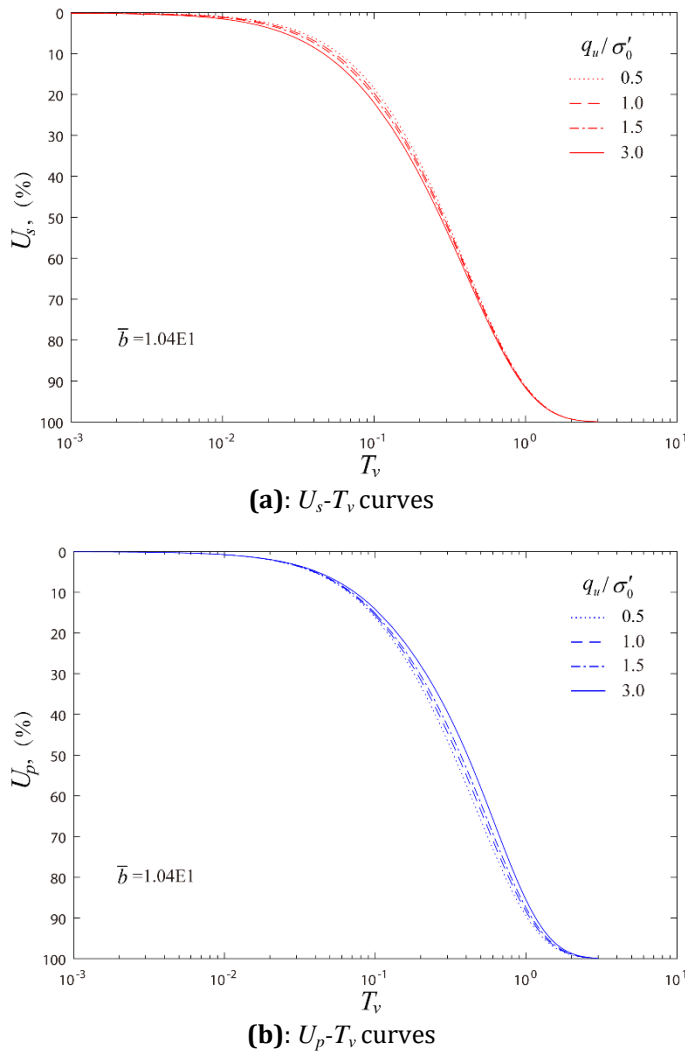 0
10
20
30
40
50
60
70
80
90
100
U_s, (%)
q_u/σ′_0
0.5
1.0
1.5
3.0
b̅ =1.04E1
10^-3 10^-2 10^-1 10^0 10^1
T_v
(a): U_s-T_v curves
0
10
20
30
40
50
60
70
80
90
100
U_p, (%)
q_u/σ′_0
0.5
1.0
1.5
3.0
b̅ =1.04E1
10^-3 10^-2 10^-1 10^0 10^1
T_v
(b): U_p-T_v curves